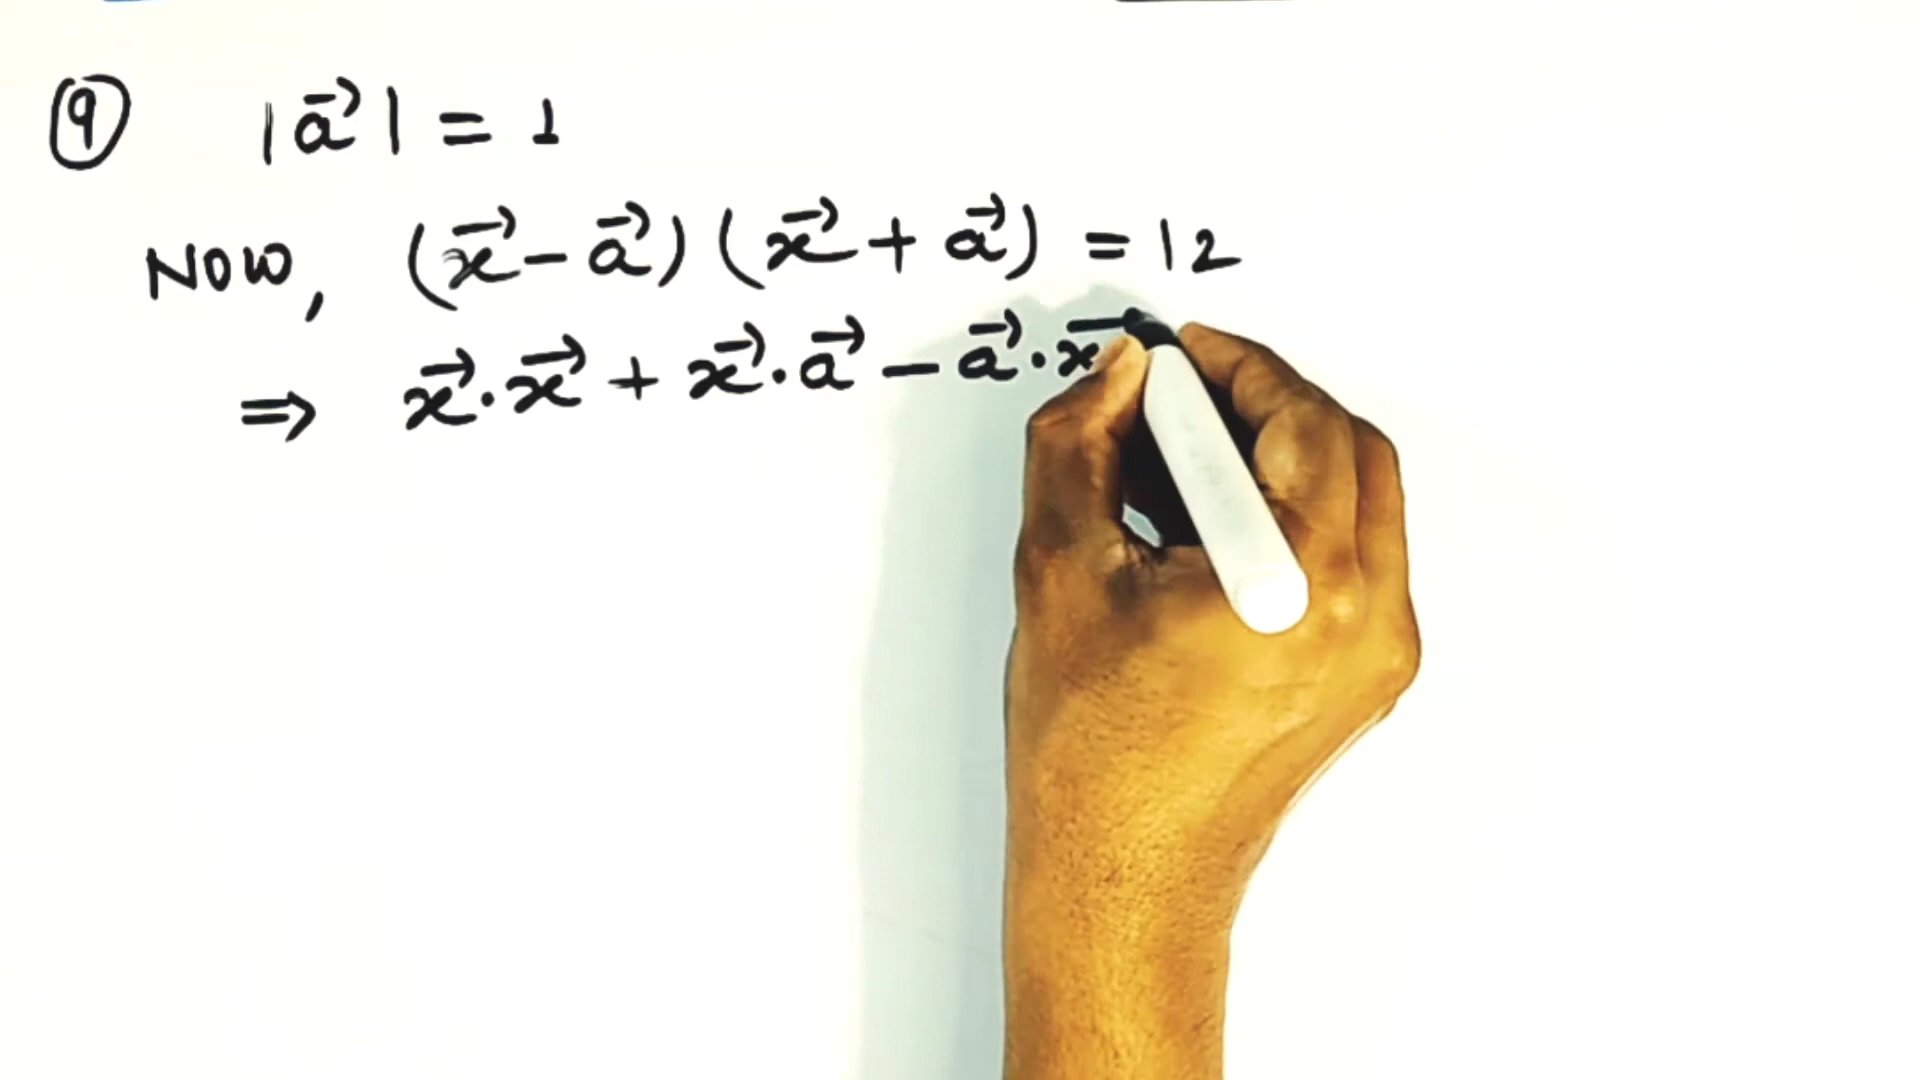 ⑨ |a⃗| = 1
Now, (x⃗ - a⃗) (x⃗ + a⃗) = 12
⇒ x⃗.x⃗ + x⃗.a⃗ - a⃗.x⃗